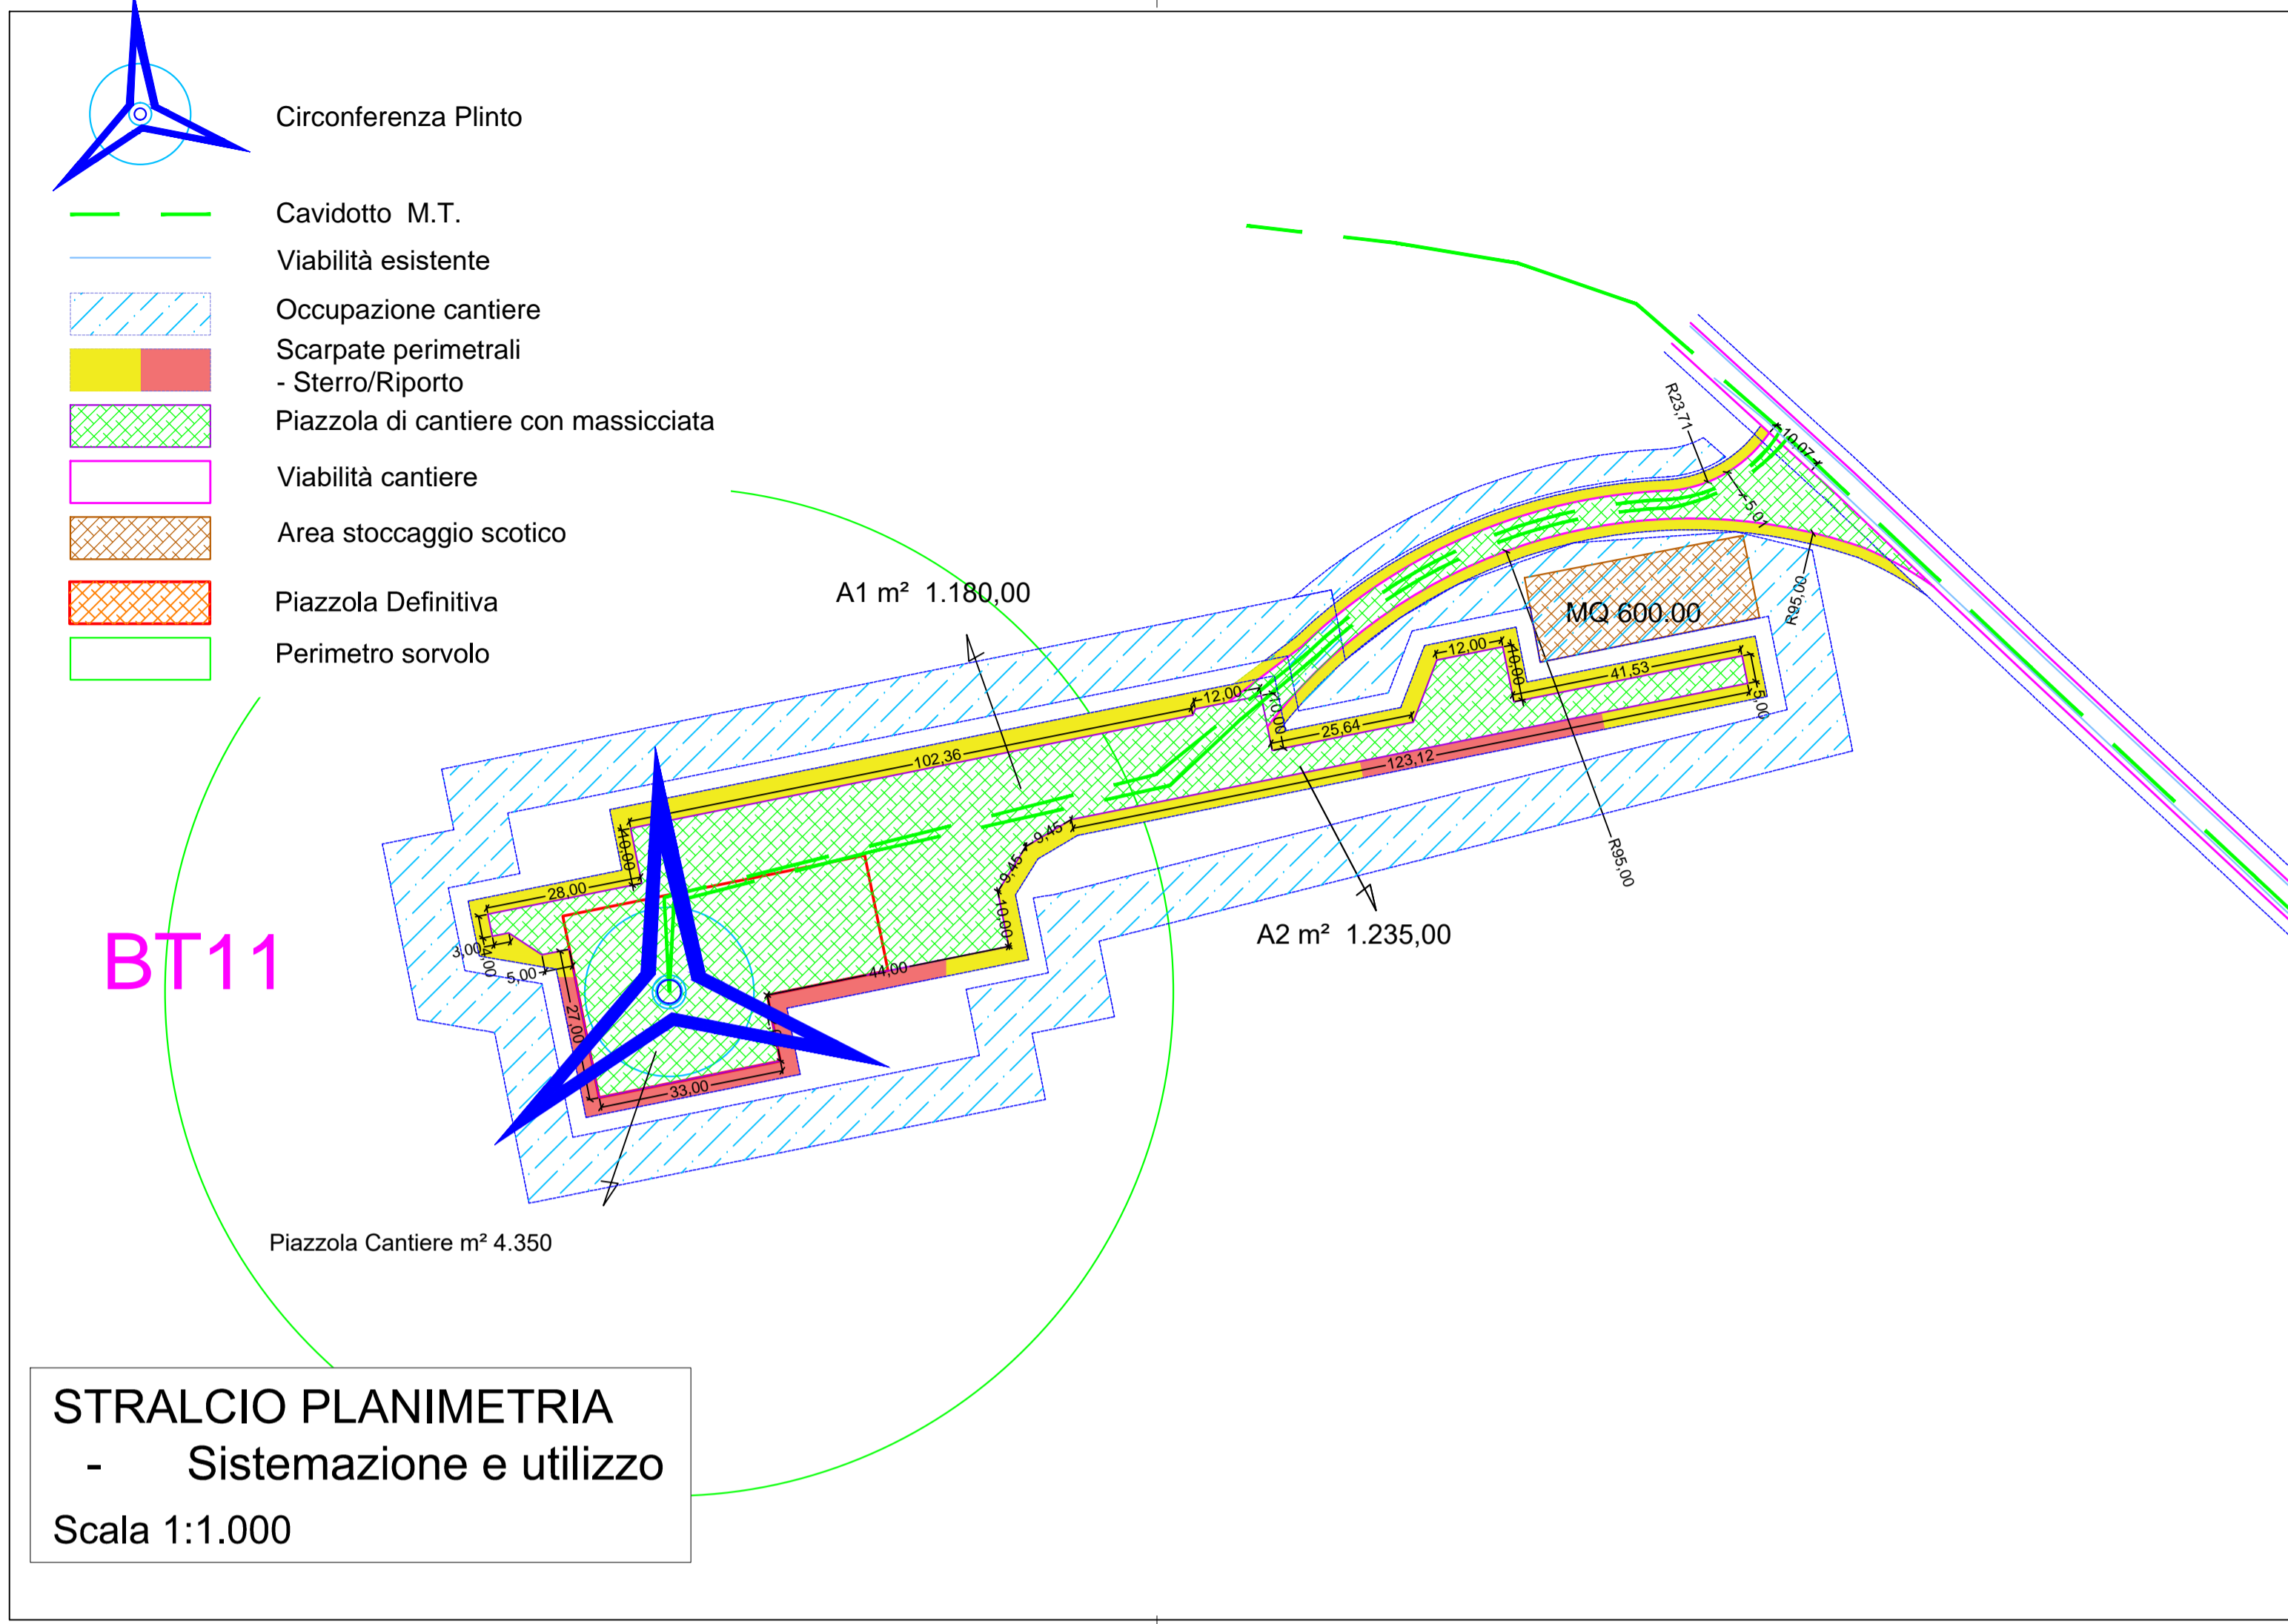 Circonferenza Plinto
Cavidotto M.T.
Viabilità esistente
Occupazione cantiere
Scarpate perimetrali
- Sterro/Riporto
Piazzola di cantiere con massicciata
Viabilità cantiere
Area stoccaggio scotico
Piazzola Definitiva
Perimetro sorvolo
R23,71
10,07
5,01
R95,00
MQ 600.00
A1 m² 1.180,00
12,00
10,00
41,53
5,00
12,00
10,00
25,64
102,36
123,12
9,45
9,45
R95,00
10,00
28,00
10,00
A2 m² 1.235,00
BT11
3,00
4,00
5,00
44,00
27,00
33,00
Piazzola Cantiere m² 4.350
STRALCIO PLANIMETRIA
- Sistemazione e utilizzo
Scala 1:1.000